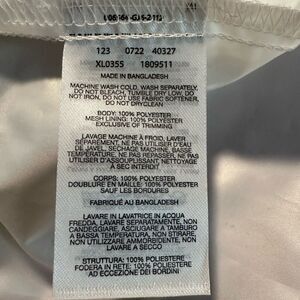 123 0722 40327
XL0355 1809511
MADE IN BANGLADESH
MACHINE WASH COLD, WASH SEPARATELY,
DO NOT BLEACH, TUMBLE DRY LOW, DO
NOT IRON, DO NOT USE FABRIC SOFTENER,
DO NOT DRYCLEAN
BODY: 100% POLYESTER
MESH LINING: 100% POLYESTER
EXCLUSIVE OF TRIMMING
LAVAGE MACHINE À FROID, LAVER
SÉPAREMENT, NE PAS UTILISER D'EAU
DE JAVEL, SÉCHAGE MACHINE, BASSE
TEMPÉRATURE, NE PAS REPASSER, NE PAS
UTILISER D'ASSOUPLISSANT, NETTOYAGE
À SEC INTERDIT
CORPS: 100% POLYESTER
DOUBLURE EN MAILLE: 100% POLYESTER
SAUF LES BORDURES
FABRIQUÉ AU BANGLADESH
LAVARE IN LAVATRICE IN ACQUA
FREDDA, LAVARE SEPARATAMENTE, NON
CANDEGGIARE, ASCIUGARE A TAMBURO
A BASSA TEMPERATURA, NON STIRARE,
NON UTILIZZARE AMMORBIDENTE, NON
LAVARE A SECCO
STRUTTURA: 100% POLIESTERE
FODERA IN RETE: 100% POLIESTERE
AD ECCEZIONE DEI BORDINI